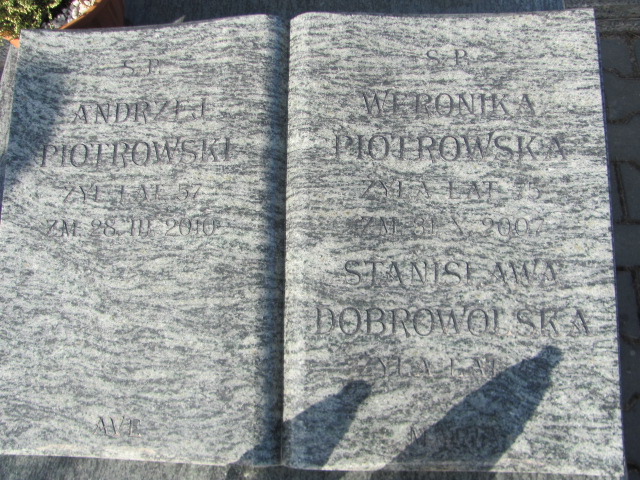 Ś.P.
ANDRZEJ
PIOTROWSKI
ŻYŁ LAT 57
ZM. 28. III. 2010
AVE
Ś.P.
WERONIKA
PIOTROWSKA
ŻYŁA LAT 75
ZM. 31. X. 2007
STANISŁAWA
DOBROWOLSKA
ŻYŁA LAT